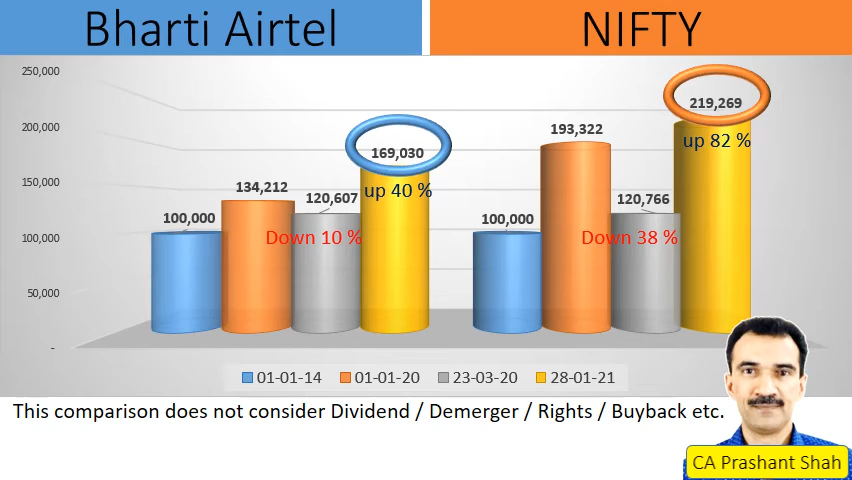 Bharti Airtel
NIFTY
250,000
200,000
150,000
100,000
50,000
-
100,000
134,212
120,607
169,030
Down 10 %
up 40 %
100,000
193,322
120,766
219,269
Down 38 %
up 82 %
01-01-14 01-01-20 23-03-20 28-01-21
This comparison does not consider Dividend / Demerger / Rights / Buyback etc.
CA Prashant Shah